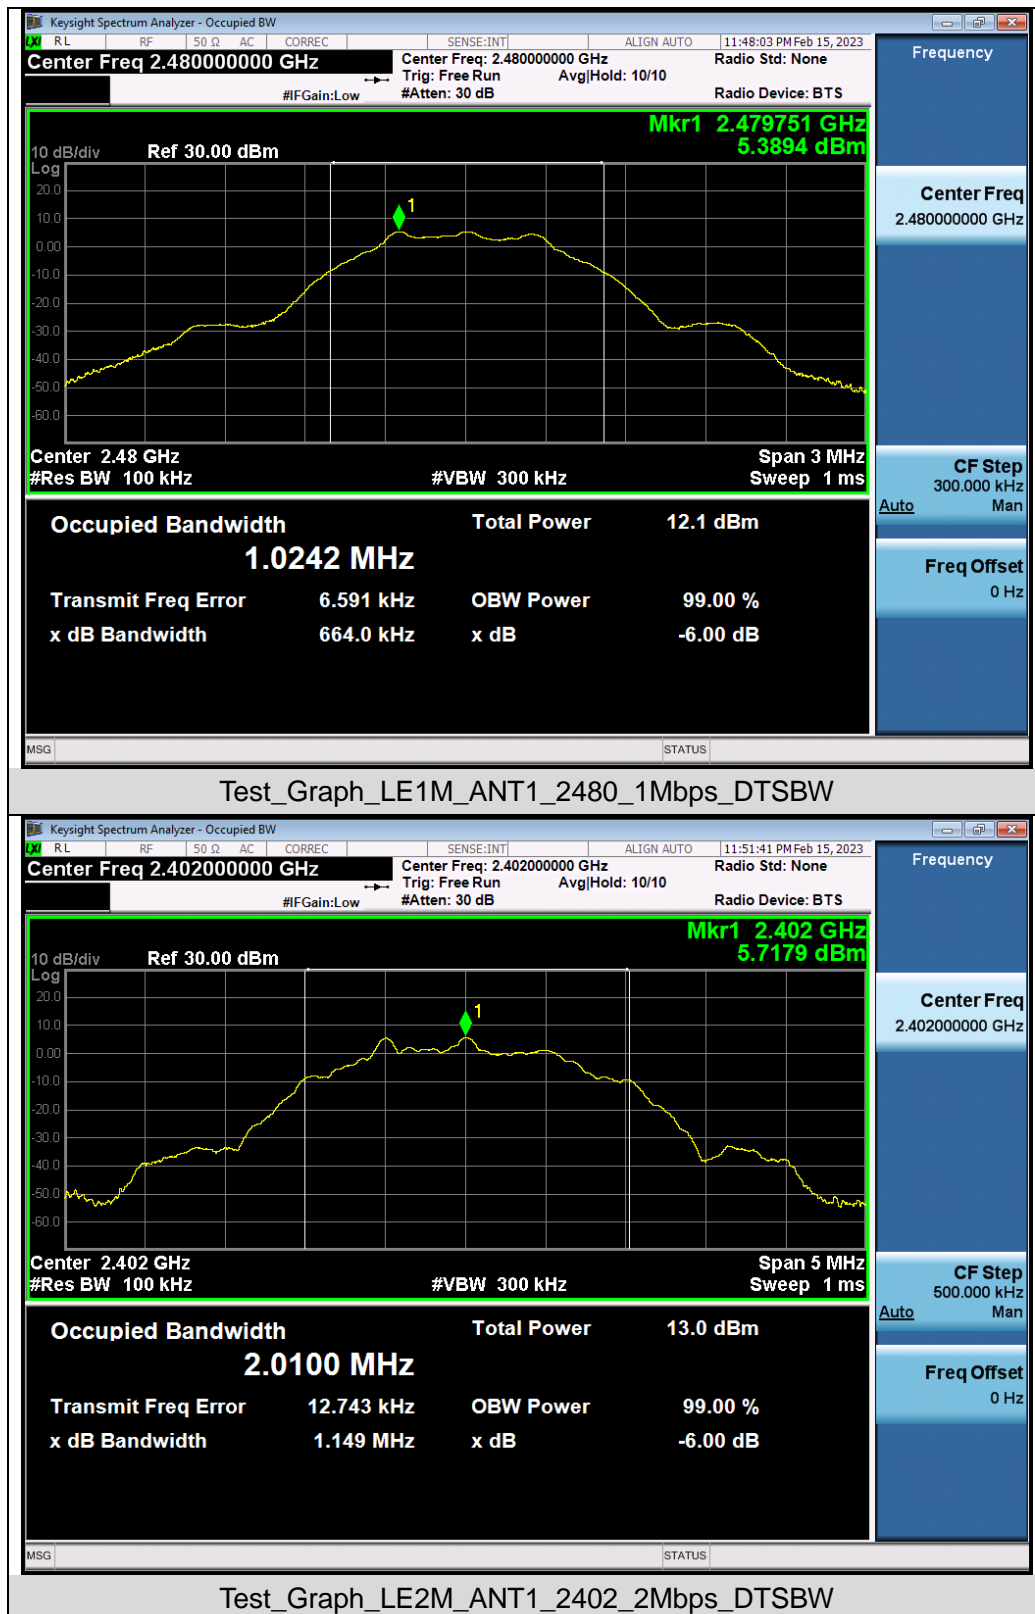 Keysight Spectrum Analyzer - Occupied BW
LXI RL RF 50 Ω AC CORREC SENSE:INT ALIGN AUTO 11:48:03 PM Feb 15, 2023
Center Freq 2.480000000 GHz
Center Freq: 2.480000000 GHz
Radio Std: None
Trig: Free Run Avg|Hold: 10/10
#IFGain:Low
#Atten: 30 dB
Radio Device: BTS
Mkr1 2.479751 GHz
5.3894 dBm
10 dB/div Ref 30.00 dBm
Log
20.0
10.0
1
0.00
-10.0
-20.0
-30.0
-40.0
-50.0
-60.0
Center 2.48 GHz
Span 3 MHz
#Res BW 100 kHz
#VBW 300 kHz
Sweep 1 ms
Occupied Bandwidth
Total Power 12.1 dBm
1.0242 MHz
Transmit Freq Error 6.591 kHz OBW Power 99.00 %
x dB Bandwidth 664.0 kHz x dB -6.00 dB
MSG
STATUS
Frequency
Center Freq
2.480000000 GHz
CF Step
300.000 kHz
Auto Man
Freq Offset
0 Hz
Test_Graph_LE1M_ANT1_2480_1Mbps_DTSBW
Keysight Spectrum Analyzer - Occupied BW
LXI RL RF 50 Ω AC CORREC SENSE:INT ALIGN AUTO 11:51:41 PM Feb 15, 2023
Center Freq 2.402000000 GHz
Center Freq: 2.402000000 GHz
Radio Std: None
Trig: Free Run Avg|Hold: 10/10
#IFGain:Low
#Atten: 30 dB
Radio Device: BTS
Mkr1 2.402 GHz
5.7179 dBm
10 dB/div Ref 30.00 dBm
Log
20.0
10.0
1
0.00
-10.0
-20.0
-30.0
-40.0
-50.0
-60.0
Center 2.402 GHz
Span 5 MHz
#Res BW 100 kHz
#VBW 300 kHz
Sweep 1 ms
Occupied Bandwidth
Total Power 13.0 dBm
2.0100 MHz
Transmit Freq Error 12.743 kHz OBW Power 99.00 %
x dB Bandwidth 1.149 MHz x dB -6.00 dB
MSG
STATUS
Frequency
Center Freq
2.402000000 GHz
CF Step
500.000 kHz
Auto Man
Freq Offset
0 Hz
Test_Graph_LE2M_ANT1_2402_2Mbps_DTSBW